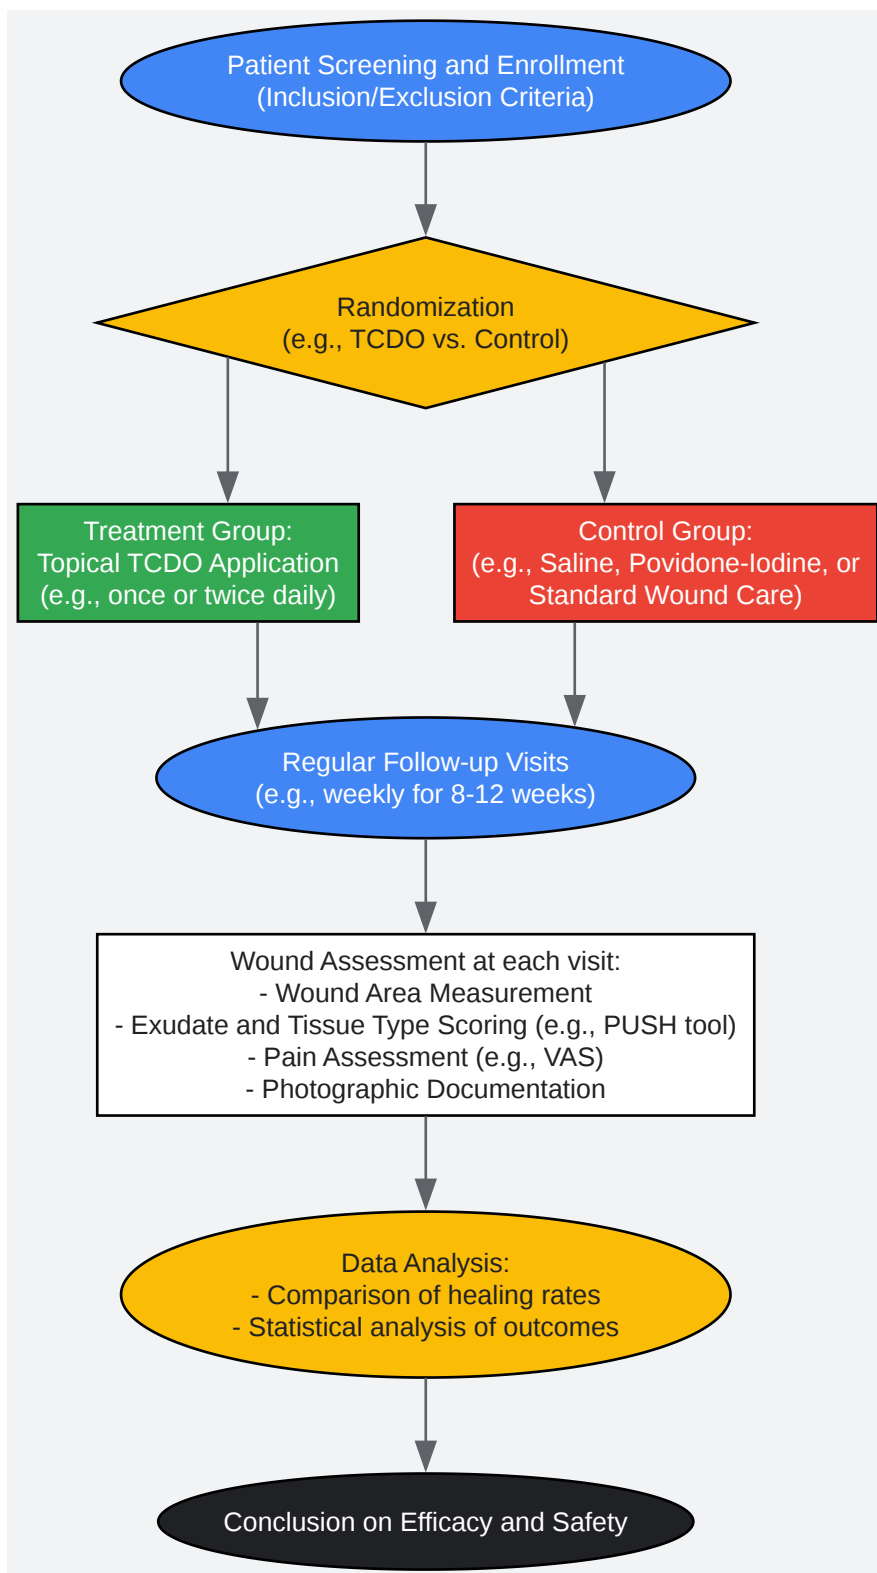 Patient Screening and Enrollment
(Inclusion/Exclusion Criteria)
Randomization
(e.g., TCDO vs. Control)
Treatment Group:
Topical TCDO Application
(e.g., once or twice daily)
Control Group:
(e.g., Saline, Povidone-Iodine, or
Standard Wound Care)
Regular Follow-up Visits
(e.g., weekly for 8-12 weeks)
Wound Assessment at each visit:
- Wound Area Measurement
- Exudate and Tissue Type Scoring (e.g., PUSH tool)
- Pain Assessment (e.g., VAS)
- Photographic Documentation
Data Analysis:
- Comparison of healing rates
- Statistical analysis of outcomes
Conclusion on Efficacy and Safety